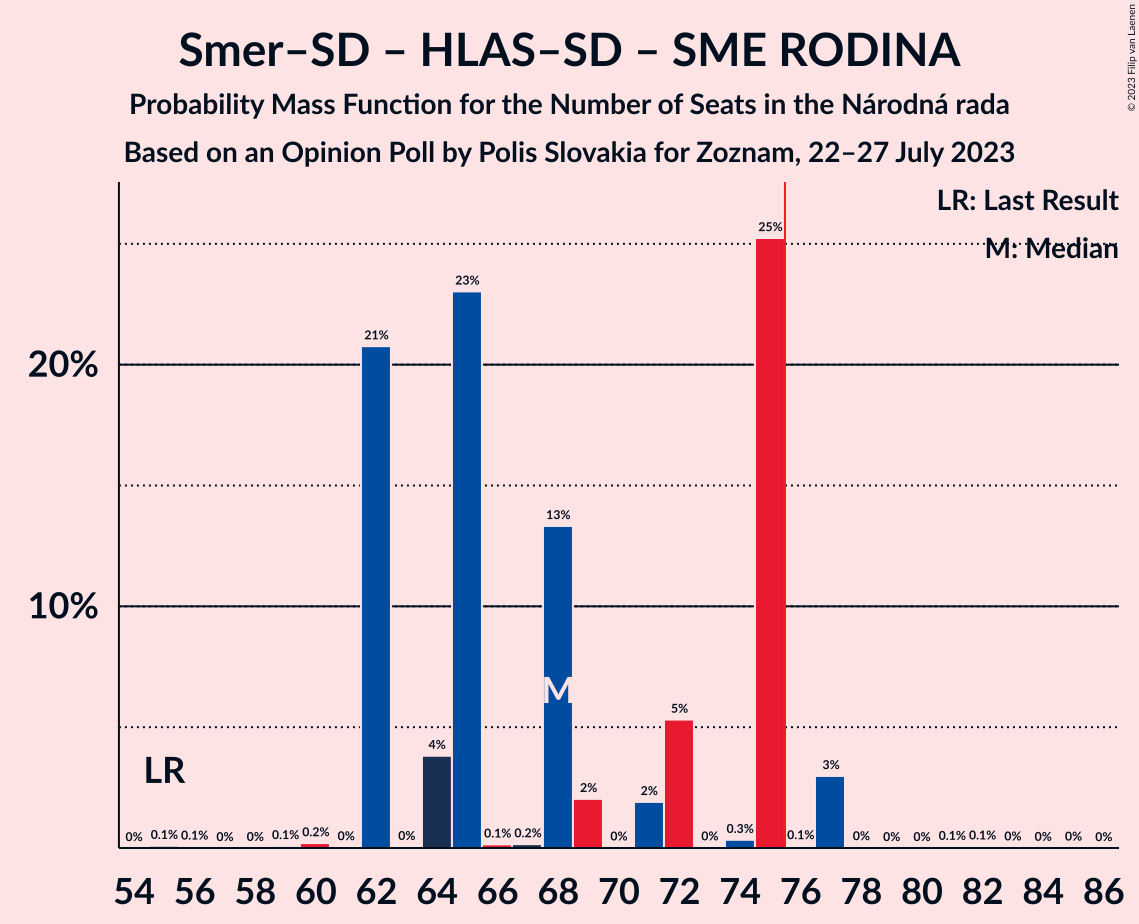 Smer–SD – HLAS–SD – SME RODINA
Probability Mass Function for the Number of Seats in the Národná rada
Based on an Opinion Poll by Polis Slovakia for Zoznam, 22–27 July 2023
© 2023 Filip van Laenen
LR: Last Result
M: Median
20%
10%
LR
M
0% 0.1% 0.1% 0% 0% 0.1% 0.2% 0% 21% 0% 4% 23% 0.1% 0.2% 13% 2% 0% 2% 5% 0% 0.3% 25% 0.1% 3% 0% 0% 0% 0.1% 0.1% 0% 0% 0% 0%
54 56 58 60 62 64 66 68 70 72 74 76 78 80 82 84 86